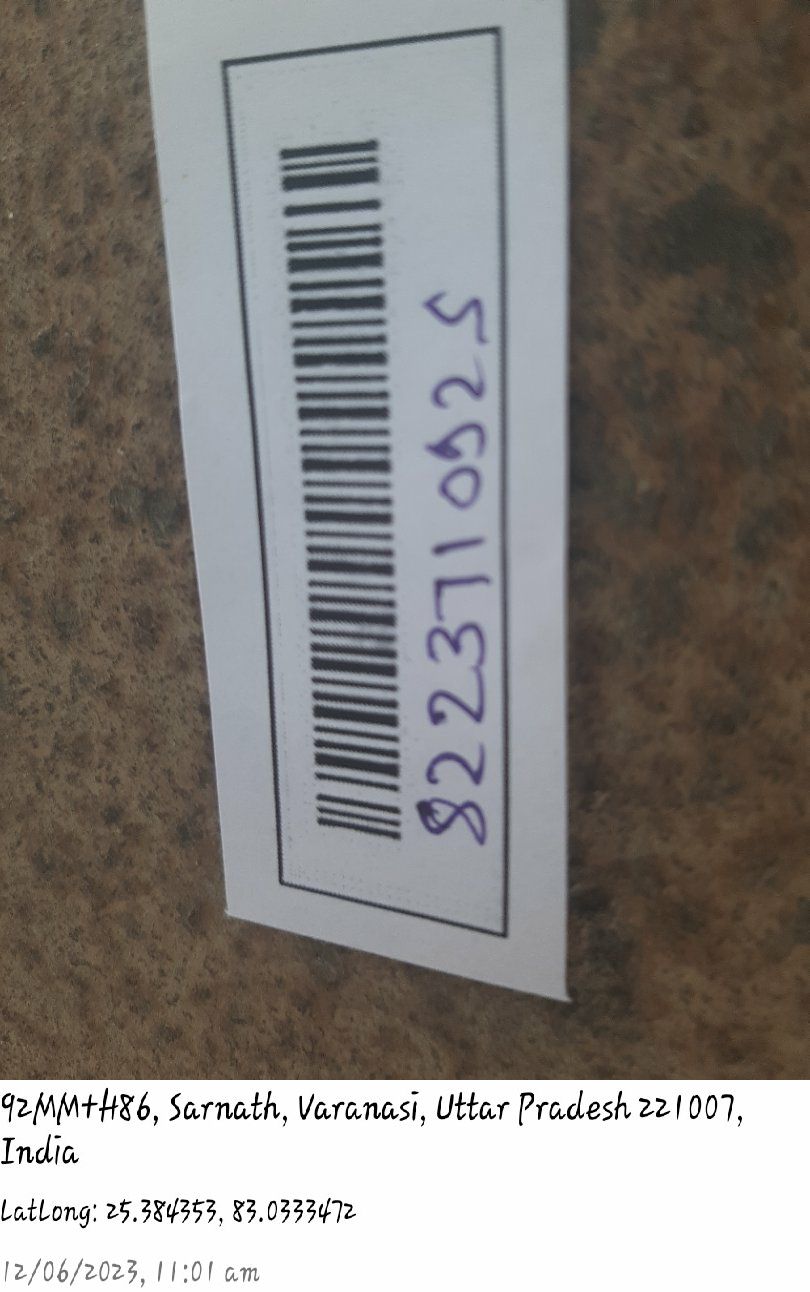 8223710925
92MM+H86, Sarnath, Varanasi, Uttar Pradesh 221007,
India
LatLong: 25.384353, 83.0333472
12/06/2023, 11:01 am